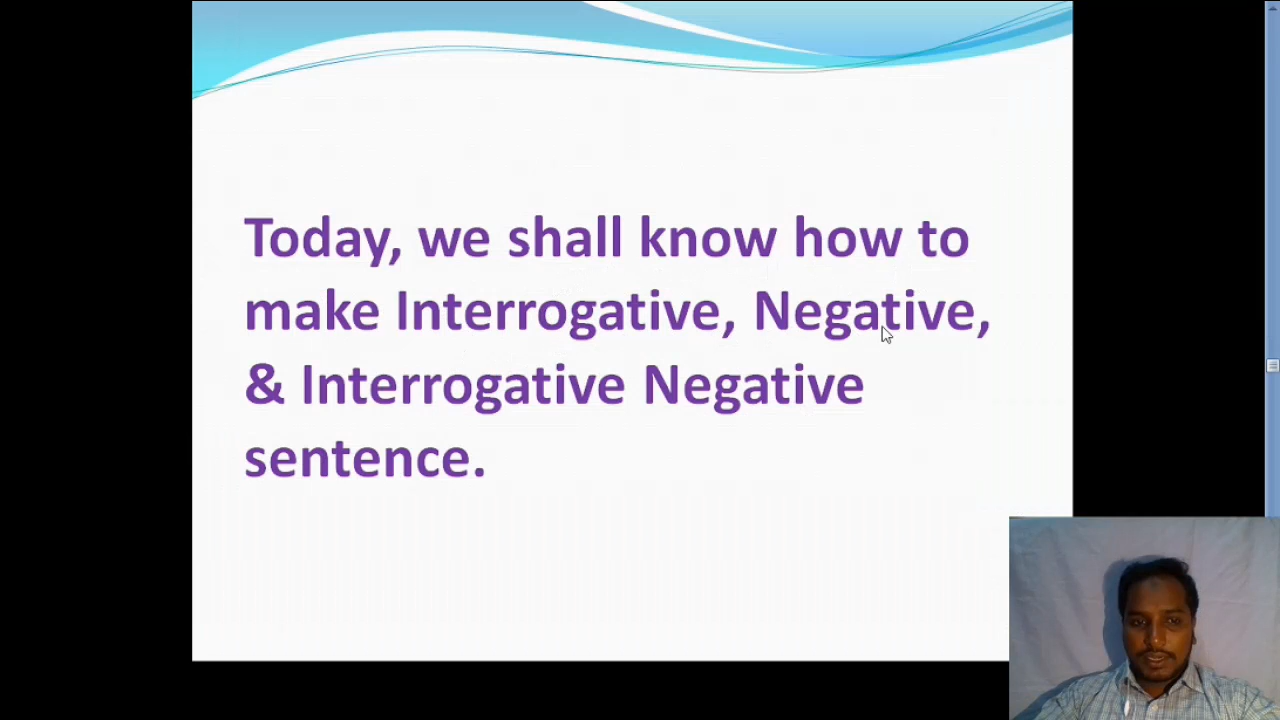 Today, we shall know how to
make Interrogative, Negative,
& Interrogative Negative
sentence.